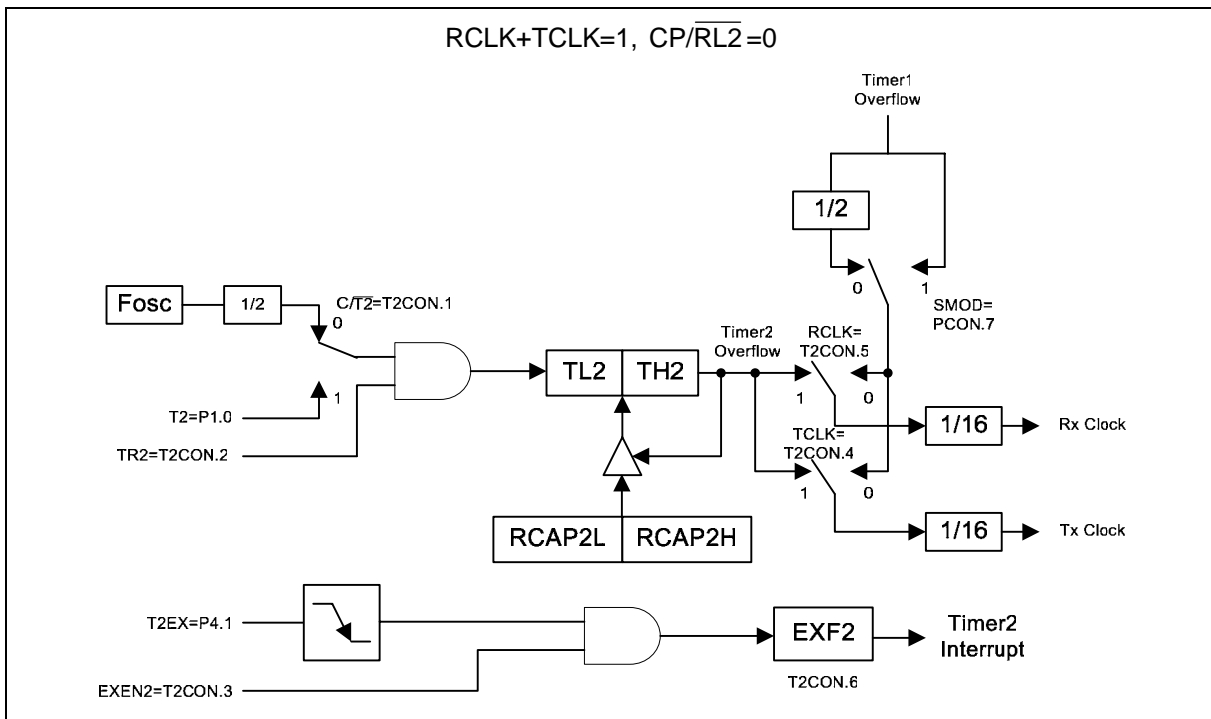 RCLK+TCLK=1, CP/RL2=0
Timer1
Overflow
1/2
0
1
SMOD=
PCON.7
Fosc
1/2
C/T2=T2CON.1
0
1
T2=P1.0
TR2=T2CON.2
TL2
TH2
Timer2
Overflow
RCLK=
T2CON.5
1
0
1/16
Rx Clock
TCLK=
T2CON.4
1
0
1/16
Tx Clock
RCAP2L
RCAP2H
T2EX=P4.1
EXEN2=T2CON.3
EXF2
T2CON.6
Timer2
Interrupt